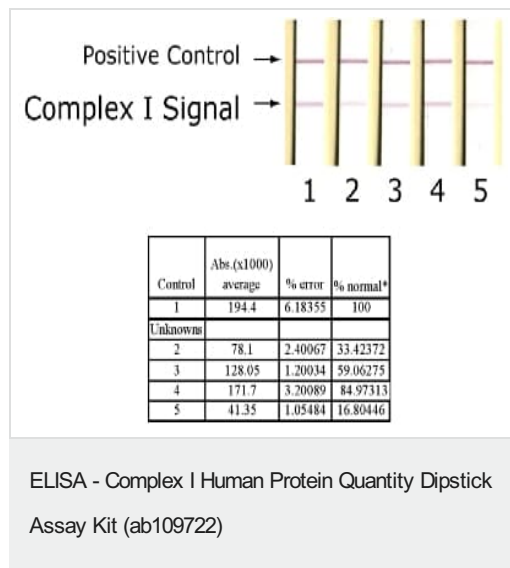 Positive Control →
Complex I Signal →
1 2 3 4 5
Control Abs.(x1000) average % error % normal*
1 194.4 6.18355 100
Unknowns
2 78.1 2.40067 33.42372
3 128.05 1.20034 59.06275
4 171.7 3.20089 84.97313
5 41.35 1.05484 16.80446
ELISA - Complex I Human Protein Quantity Dipstick
Assay Kit (ab109722)